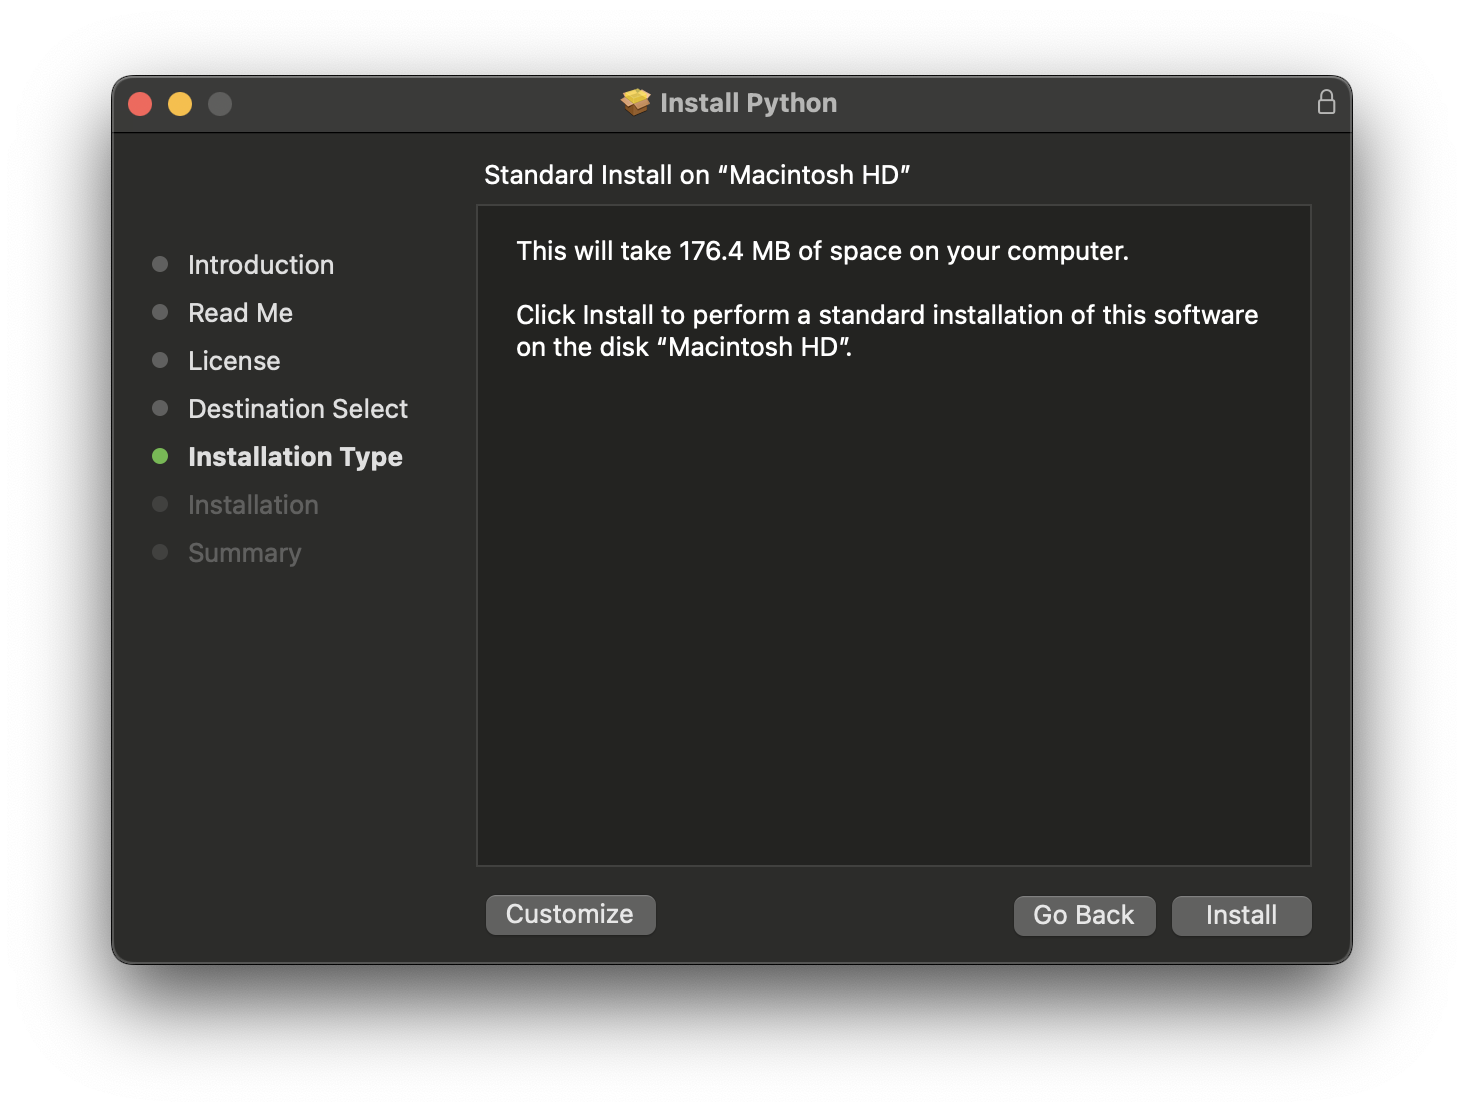 Install Python
Standard Install on “Macintosh HD”
Introduction
Read Me
License
Destination Select
Installation Type
Installation
Summary
This will take 176.4 MB of space on your computer.
Click Install to perform a standard installation of this software
on the disk “Macintosh HD”.
Customize
Go Back
Install